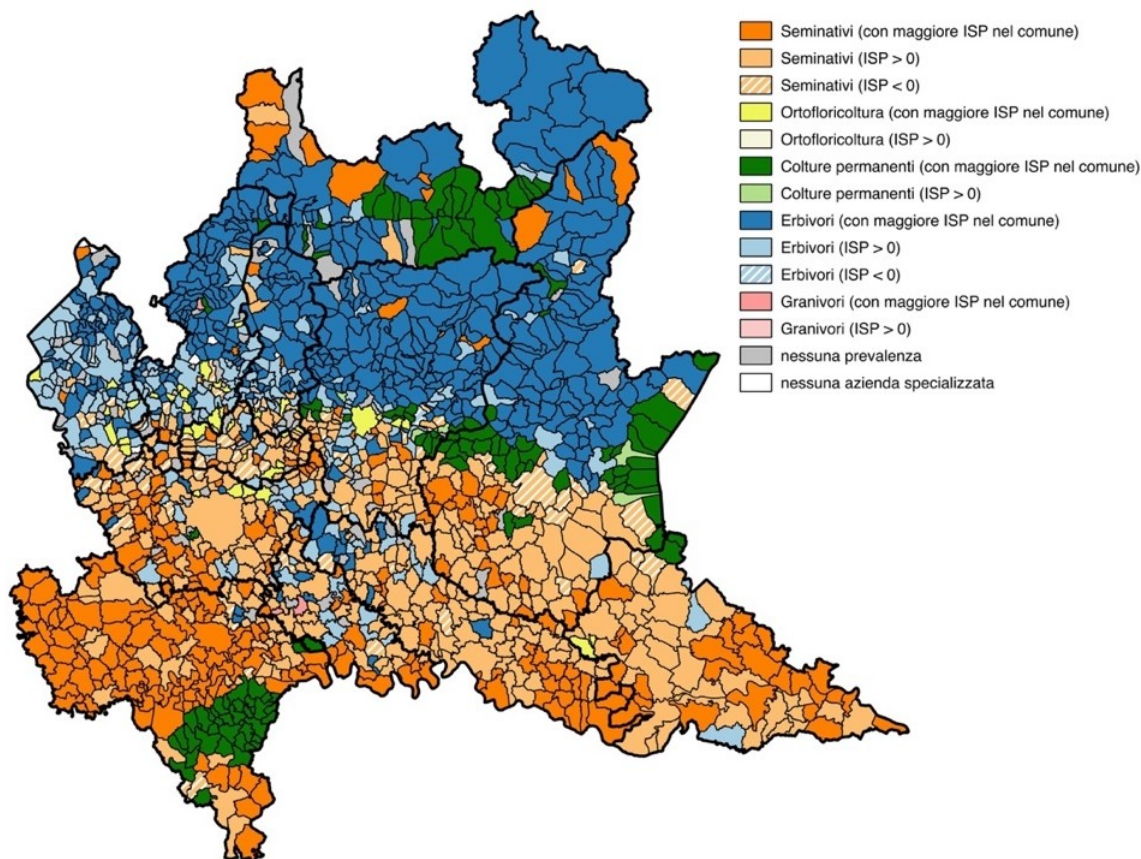 Seminativi (con maggiore ISP nel comune)
Seminativi (ISP > 0)
Seminativi (ISP < 0)
Ortofloricoltura (con maggiore ISP nel comune)
Ortofloricoltura (ISP > 0)
Colture permanenti (con maggiore ISP nel comune)
Colture permanenti (ISP > 0)
Erbivori (con maggiore ISP nel comune)
Erbivori (ISP > 0)
Erbivori (ISP < 0)
Granivori (con maggiore ISP nel comune)
Granivori (ISP > 0)
nessuna prevalenza
nessuna azienda specializzata